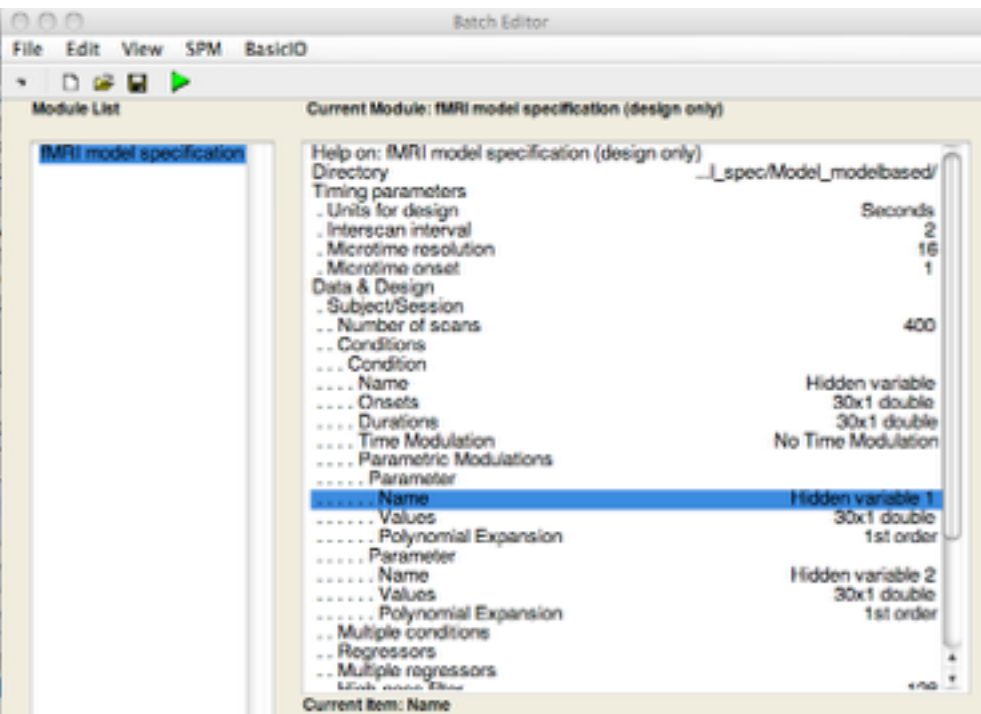 Batch Editor
File Edit View SPM BasicIO
Module List
Current Module: fMRI model specification (design only)
fMRI model specification
Help on: fMRI model specification (design only)
Directory ...l_spec/Model_modelbased/
Timing parameters
. Units for design Seconds
. Interscan interval 2
. Microtime resolution 16
. Microtime onset 1
Data & Design
. Subject/Session
. . Number of scans 400
. . Conditions
. . . Condition
. . . . Name Hidden variable
. . . . Onsets 30x1 double
. . . . Durations 30x1 double
. . . . Time Modulation No Time Modulation
. . . . Parametric Modulations
. . . . . Parameter
. . . . . . Name Hidden variable 1
. . . . . . Values 30x1 double
. . . . . . Polynomial Expansion 1st order
. . . . . Parameter
. . . . . . Name Hidden variable 2
. . . . . . Values 30x1 double
. . . . . . Polynomial Expansion 1st order
. . Multiple conditions
. . Regressors
. . Multiple regressors
. . High-pass filter 128
Current Item: Name